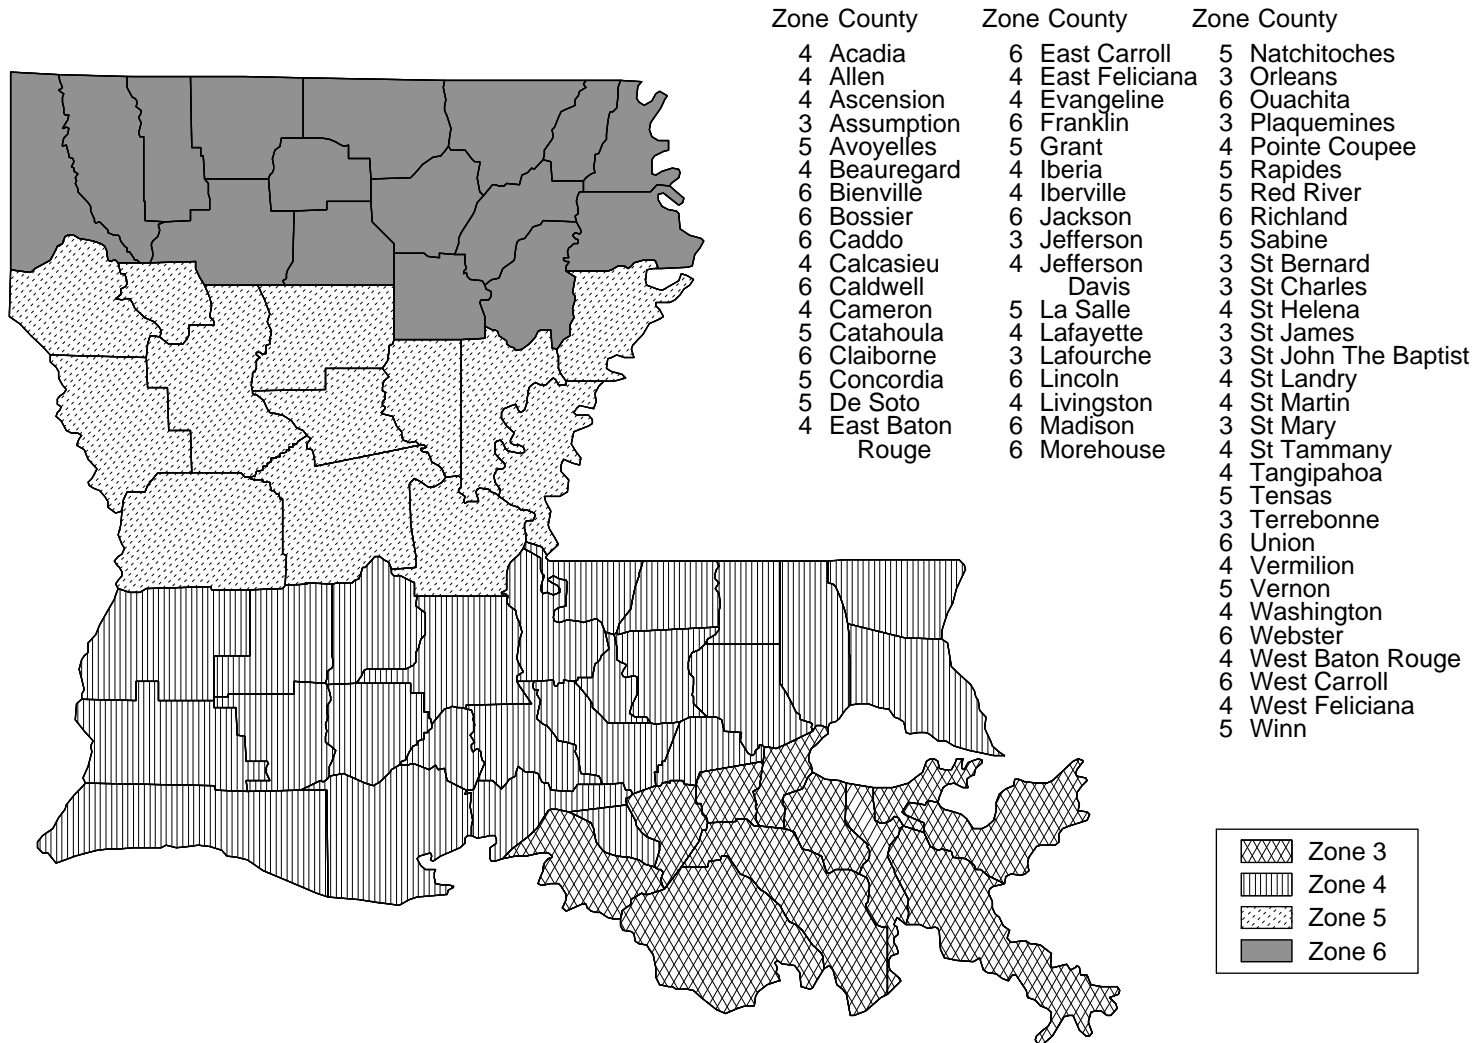 Zone County
4 Acadia
4 Allen
4 Ascension
3 Assumption
5 Avoyelles
4 Beauregard
6 Bienville
6 Bossier
6 Caddo
4 Calcasieu
6 Caldwell
4 Cameron
5 Catahoula
6 Claiborne
5 Concordia
5 De Soto
4 East Baton
Rouge
Zone County
6 East Carroll
4 East Feliciana
4 Evangeline
6 Franklin
5 Grant
4 Iberia
4 Iberville
6 Jackson
3 Jefferson
4 Jefferson
Davis
5 La Salle
4 Lafayette
3 Lafourche
6 Lincoln
4 Livingston
6 Madison
6 Morehouse
Zone County
5 Natchitoches
3 Orleans
6 Ouachita
3 Plaquemines
4 Pointe Coupee
5 Rapides
5 Red River
6 Richland
5 Sabine
3 St Bernard
3 St Charles
4 St Helena
3 St James
3 St John The Baptist
4 St Landry
4 St Martin
3 St Mary
4 St Tammany
4 Tangipahoa
5 Tensas
3 Terrebonne
6 Union
4 Vermilion
5 Vernon
4 Washington
6 Webster
4 West Baton Rouge
6 West Carroll
4 West Feliciana
5 Winn
Zone 3
Zone 4
Zone 5
Zone 6